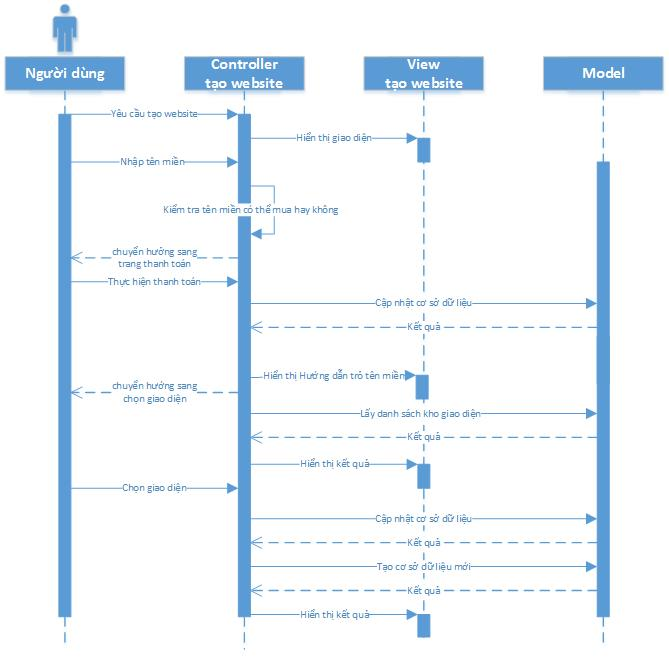 Người dùng
Controller
tạo website
View
tạo website
Model
Yêu cầu tạo website
Hiển thị giao diện
Nhập tên miền
Kiểm tra tên miền có thể mua hay không
chuyển hướng sang
trang thanh toán
Thực hiện thanh toán
Cập nhật cơ sở dữ liệu
Kết quả
Hiển thị Hướng dẫn trỏ tên miền
chuyển hướng sang
chọn giao diện
Lấy danh sách kho giao diện
Kết quả
Hiển thị kết quả
Chọn giao diện
Cập nhật cơ sở dữ liệu
Kết quả
Tạo cơ sở dữ liệu mới
Kết quả
Hiển thị kết quả